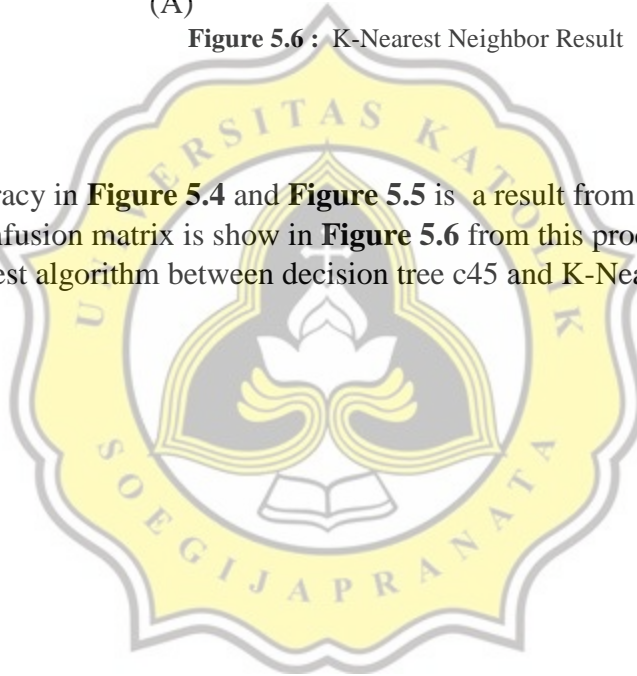 (A)
Figure 5.6 : K-Nearest Neighbor Result
UNIVERSITAS KATOLIK
racy in Figure 5.4 and Figure 5.5 is a result from
nfusion matrix is show in Figure 5.6 from this proc
est algorithm between decision tree c45 and K-Nea
SOEGIJAPRANATA